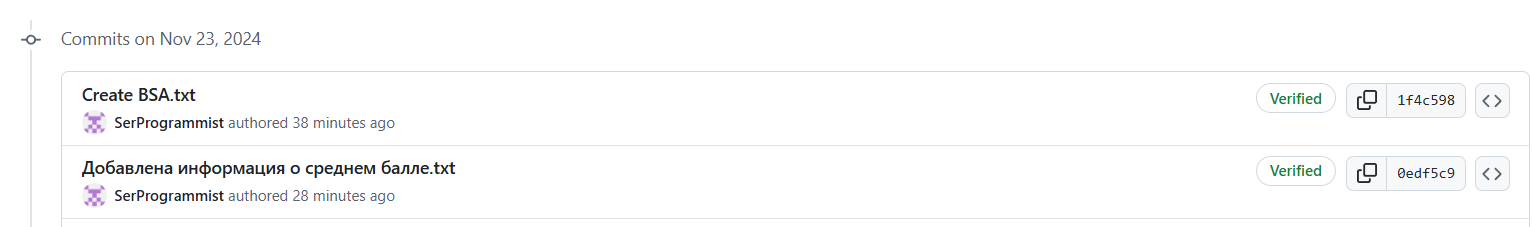 Commits on Nov 23, 2024
Create BSA.txt
Verified
1f4c598
SerProgrammist authored 38 minutes ago
Добавлена информация о среднем балле.txt
Verified
0edf5c9
SerProgrammist authored 28 minutes ago